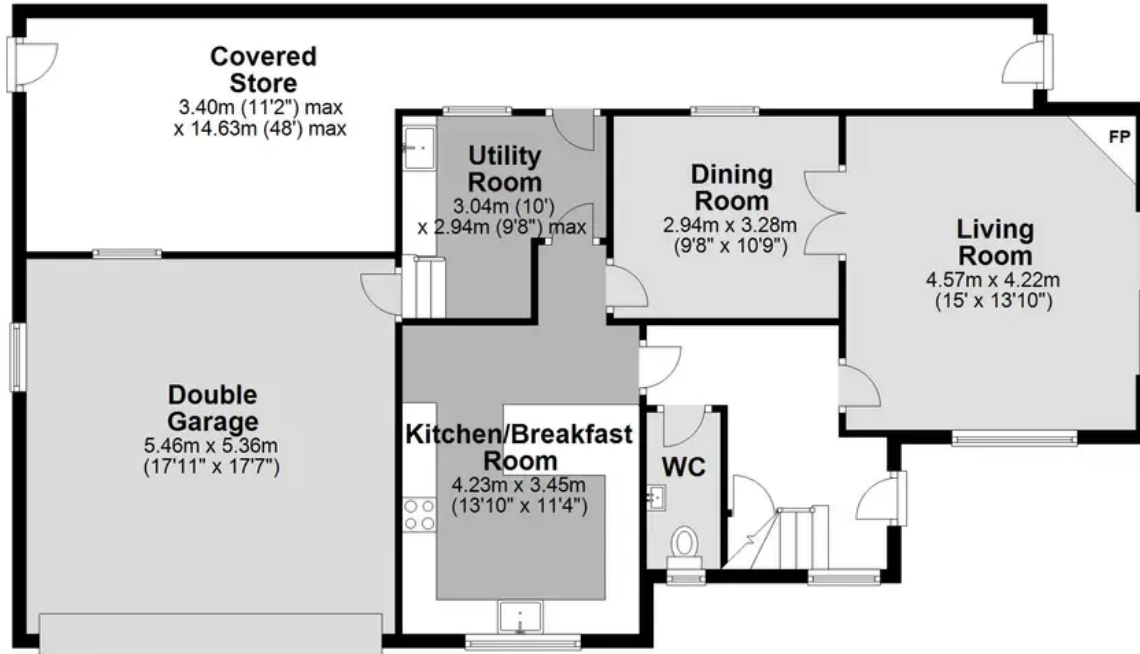 Covered
Store
3.40m (11'2") max
x 14.63m (48') max
Utility
Room
3.04m (10')
x 2.94m (9'8") max
Dining
Room
2.94m x 3.28m
(9'8" x 10'9")
FP
Living
Room
4.57m x 4.22m
(15' x 13'10")
Double
Garage
5.46m x 5.36m
(17'11" x 17'7")
Kitchen/Breakfast
Room
4.23m x 3.45m
(13'10" x 11'4")
WC